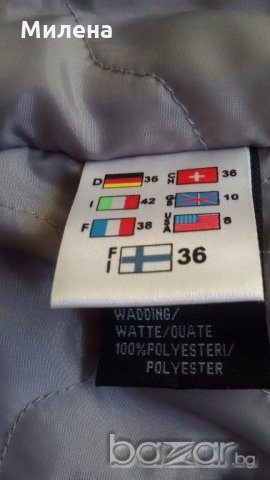 Милена
D 36 CH 36
I 42 GB 10
F 38 USA 8
FI 36
WADDING/
WATTE/OUATE
100%POLYESTERI/
POLYESTER
bazar.bg